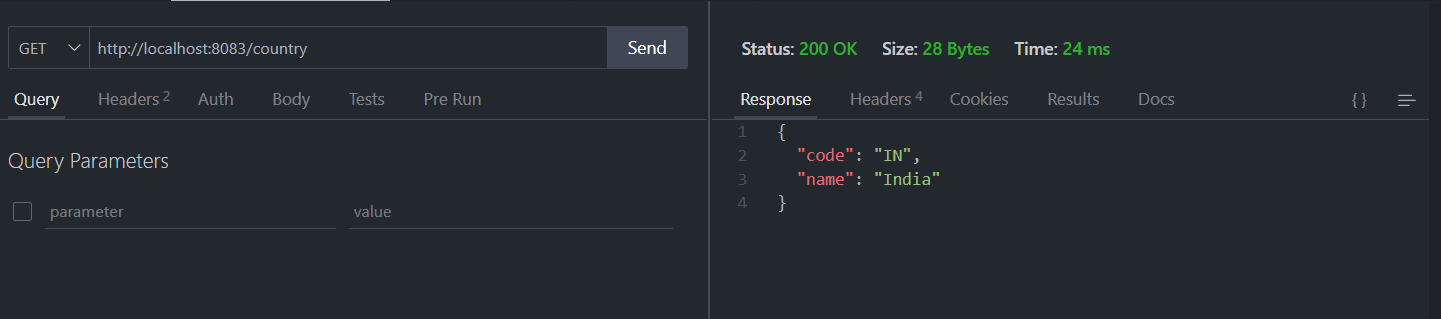 GET http://localhost:8083/country Send
Query Headers 2 Auth Body Tests Pre Run
Query Parameters
parameter value
Status: 200 OK Size: 28 Bytes Time: 24 ms
Response Headers 4 Cookies Results Docs { }
1 {
2 "code": "IN",
3 "name": "India"
4 }